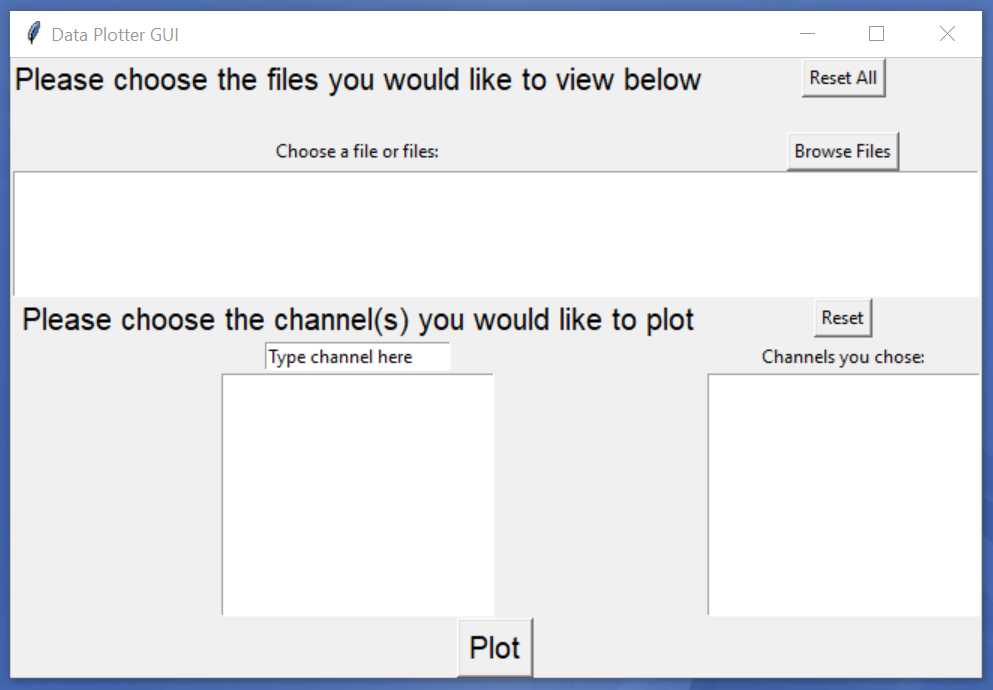 Data Plotter GUI
Please choose the files you would like to view below
Reset All
Choose a file or files:
Browse Files
Please choose the channel(s) you would like to plot
Reset
Type channel here
Channels you chose:
Plot